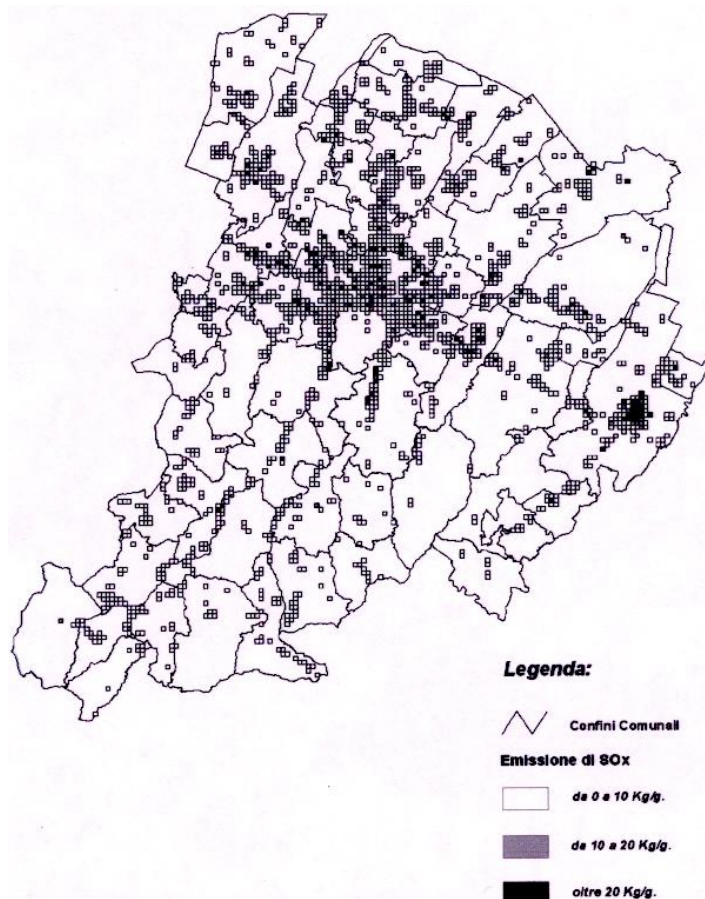 Legenda:
Confini Comunali
Emissione di SOx
da 0 a 10 Kg/g.
da 10 a 20 Kg/g.
oltre 20 Kg/g.